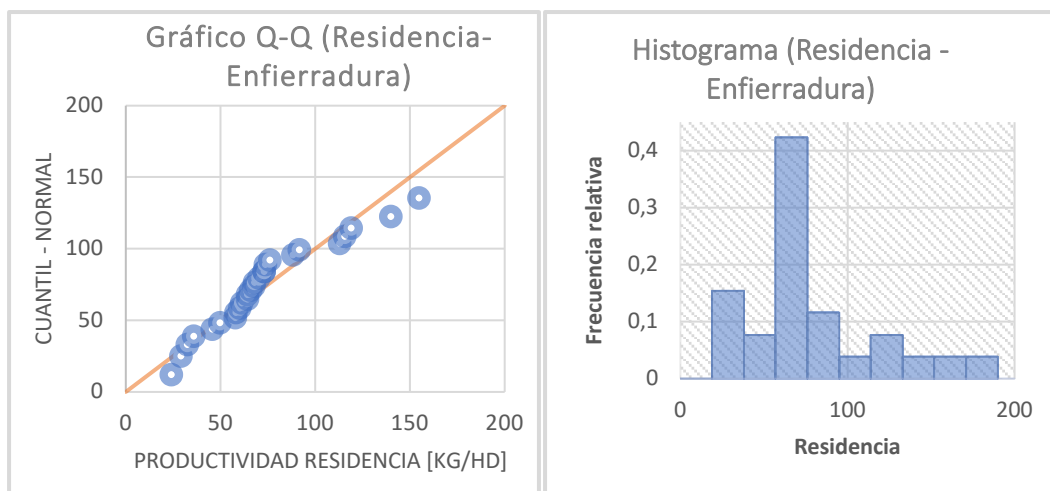 Gráfico Q-Q (Residencia-
Enfierradura)
200
150
100
50
0
CUANTIL - NORMAL
0 50 100 150 200
PRODUCTIVIDAD RESIDENCIA [KG/HD]
Histograma (Residencia -
Enfierradura)
0,4
0,3
0,2
0,1
0
Frecuencia relativa
0 100 200
Residencia